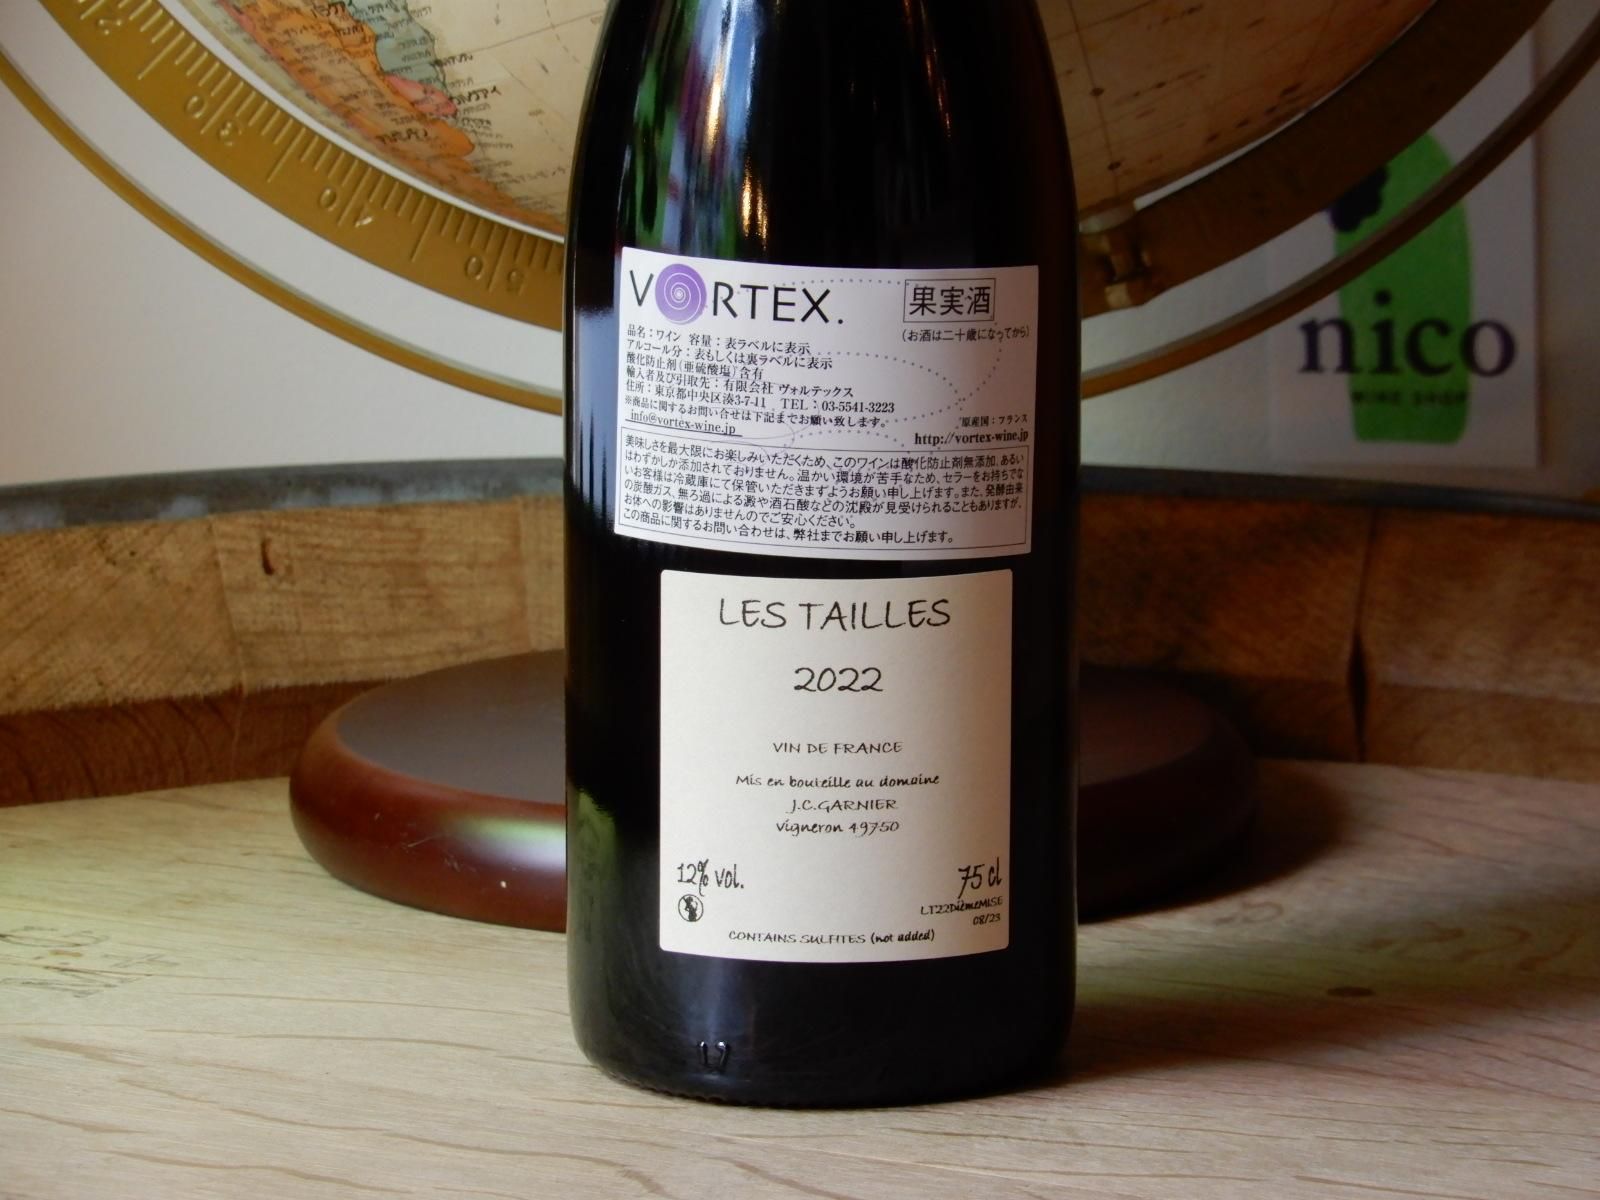 VORTEX.
果実酒
(お酒は二十歳になってから)
品名：ワイン 容量：表ラベルに表示
アルコール分：表もしくは裏ラベルに表示
酸化防止剤(亜硫酸塩)含有
輸入者及び引取先：有限会社 ヴォルテックス
住所：東京都中央区湊3-7-11 TEL：03-5541-3223
※商品に関するお問い合せは下記までお願い致します。
info@vortex-wine.jp
原産国：フランス
http://vortex-wine.jp
美味しさを最大限にお楽しみいただくため、このワインは酸化防止剤無添加、あるい
はわずかしか添加されておりません。温かい環境が苦手なため、セラーをお持ちでな
いお客様は冷蔵庫にて保管いただきますようお願い申し上げます。また、発酵由来
の炭酸ガス、無ろ過による澱や酒石酸などの沈殿が見受けられることもありますが、
お体への影響はありませんのでご安心ください。
この商品に関するお問い合わせは、弊社までお願い申し上げます。
LES TAILLES
2022
VIN DE FRANCE
Mis en bouteille au domaine
J.C.GARNIER
vigneron 49750
12% vol.
75 cl
LT22DièmeMISE
08/23
CONTAINS SULFITES (not added)
nico
WINE SHOP
20
30
40
50